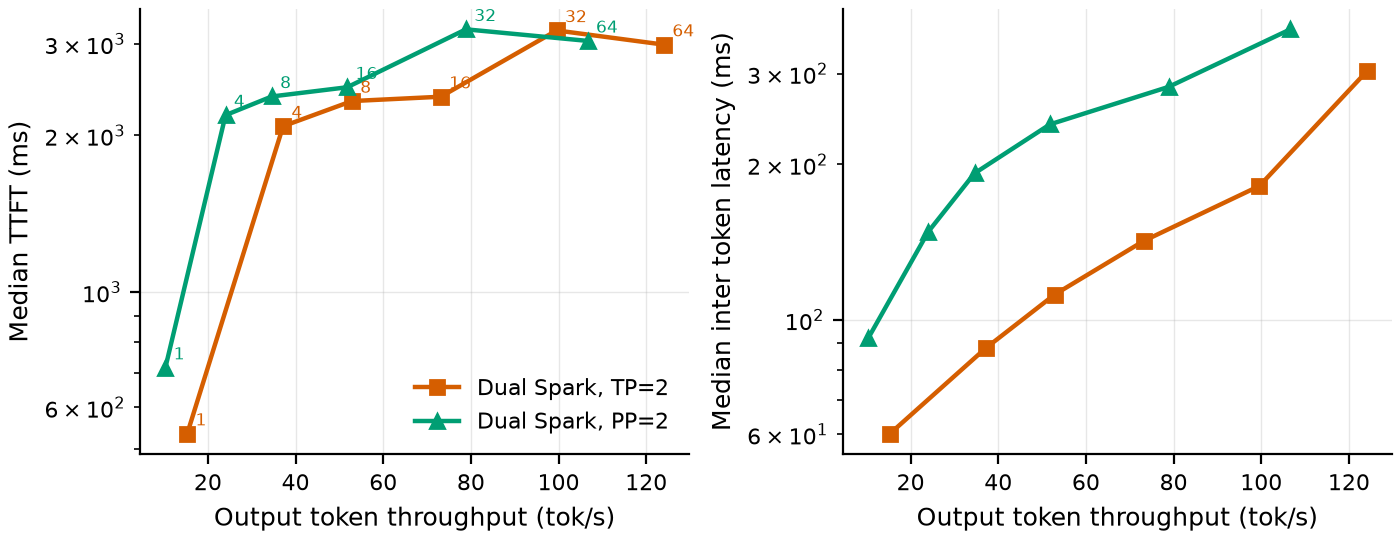 Median TTFT (ms)
3 × 10³
2 × 10³
10³
6 × 10²
1
4
8
16
32
64
1
4
8
16
32
64
Dual Spark, TP=2
Dual Spark, PP=2
20 40 60 80 100 120
Output token throughput (tok/s)
Median inter token latency (ms)
3 × 10²
2 × 10²
10²
6 × 10¹
20 40 60 80 100 120
Output token throughput (tok/s)